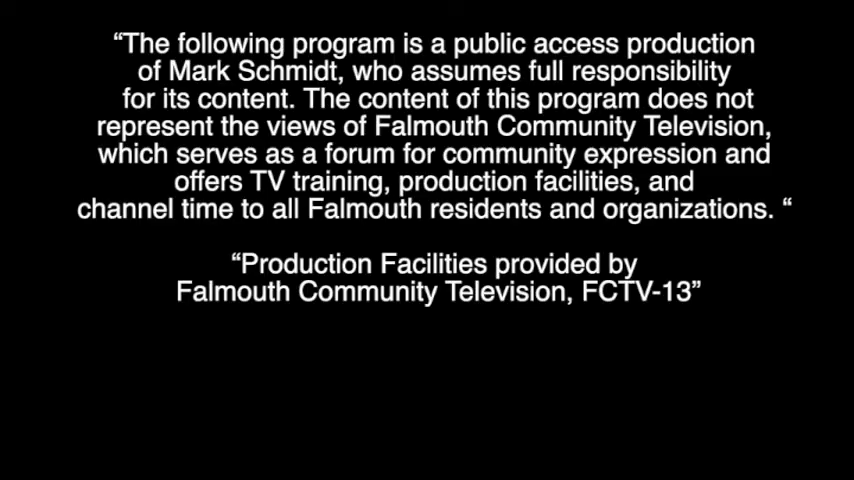 “The following program is a public access production
of Mark Schmidt, who assumes full responsibility
for its content. The content of this program does not
represent the views of Falmouth Community Television,
which serves as a forum for community expression and
offers TV training, production facilities, and
channel time to all Falmouth residents and organizations. “
“Production Facilities provided by
Falmouth Community Television, FCTV-13”